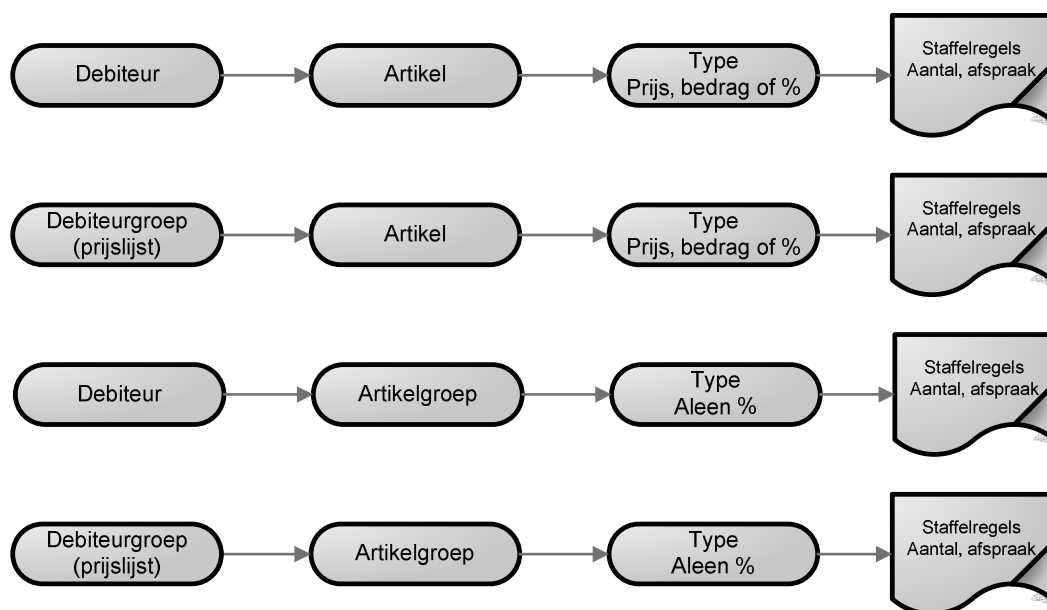 Debiteur
Artikel
Type
Prijs, bedrag of %
Staffelregels
Aantal, afspraak
Debiteurgroep
(prijslijst)
Artikel
Type
Prijs, bedrag of %
Staffelregels
Aantal, afspraak
Debiteur
Artikelgroep
Type
Aleen %
Staffelregels
Aantal, afspraak
Debiteurgroep
(prijslijst)
Artikelgroep
Type
Aleen %
Staffelregels
Aantal, afspraak